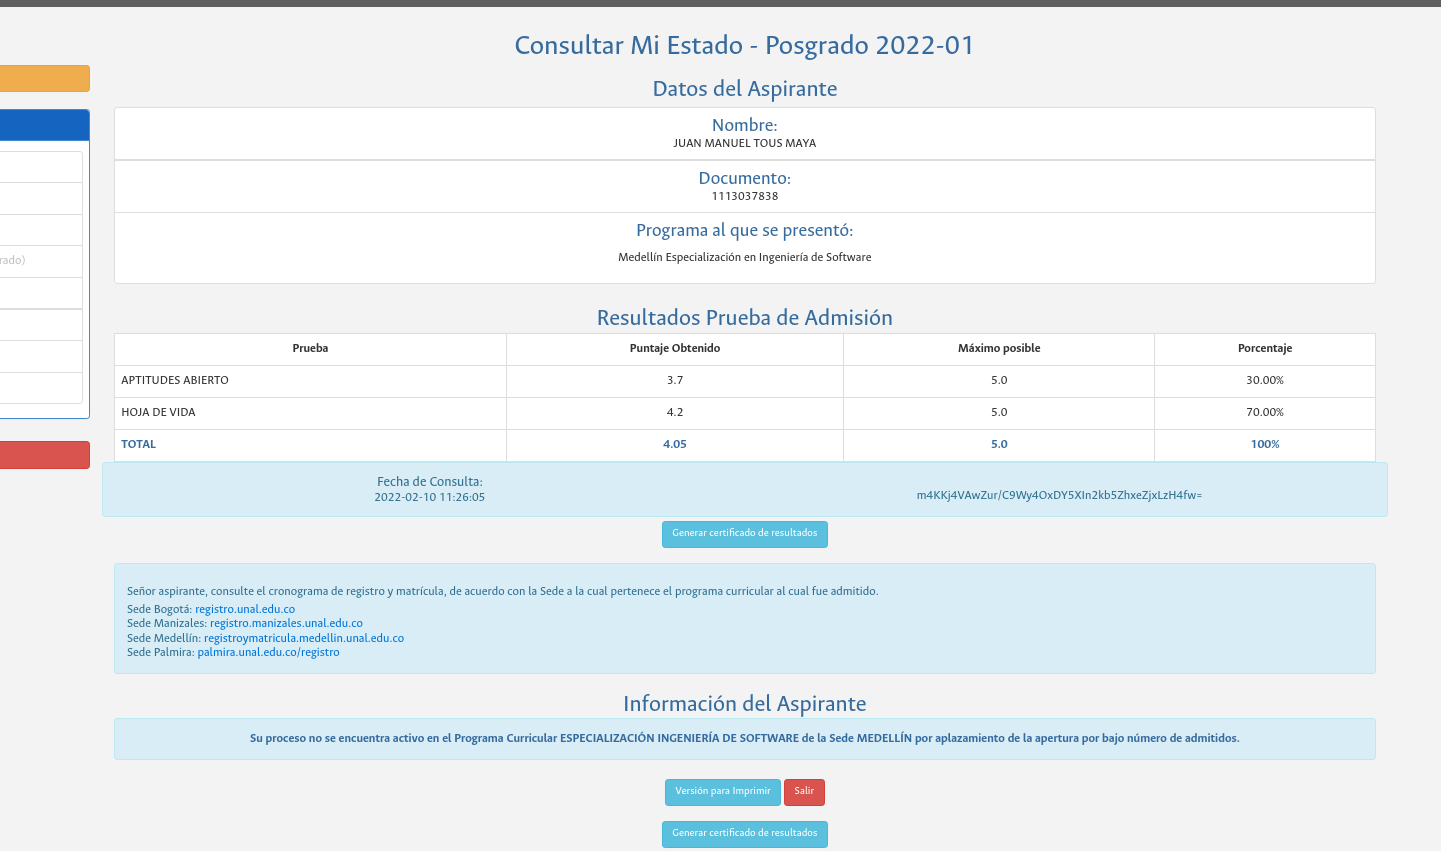 Consultar Mi Estado - Posgrado 2022-01
Datos del Aspirante
Nombre:
JUAN MANUEL TOUS MAYA
Documento:
1113037838
Programa al que se presentó:
Medellín Especialización en Ingeniería de Software
rado)
Resultados Prueba de Admisión
Prueba Puntaje Obtenido Máximo posible Porcentaje
APTITUDES ABIERTO 3.7 5.0 30.00%
HOJA DE VIDA 4.2 5.0 70.00%
TOTAL 4.05 5.0 100%
Fecha de Consulta:
2022-02-10 11:26:05
m4KKj4VAwZur/C9Wy4OxDY5XIn2kb5ZhxeZjxLzH4fw=
Generar certificado de resultados
Señor aspirante, consulte el cronograma de registro y matrícula, de acuerdo con la Sede a la cual pertenece el programa curricular al cual fue admitido.
Sede Bogotá: registro.unal.edu.co
Sede Manizales: registro.manizales.unal.edu.co
Sede Medellín: registroymatricula.medellin.unal.edu.co
Sede Palmira: palmira.unal.edu.co/registro
Información del Aspirante
Su proceso no se encuentra activo en el Programa Curricular ESPECIALIZACIÓN INGENIERÍA DE SOFTWARE de la Sede MEDELLÍN por aplazamiento de la apertura por bajo número de admitidos.
Versión para Imprimir Salir
Generar certificado de resultados